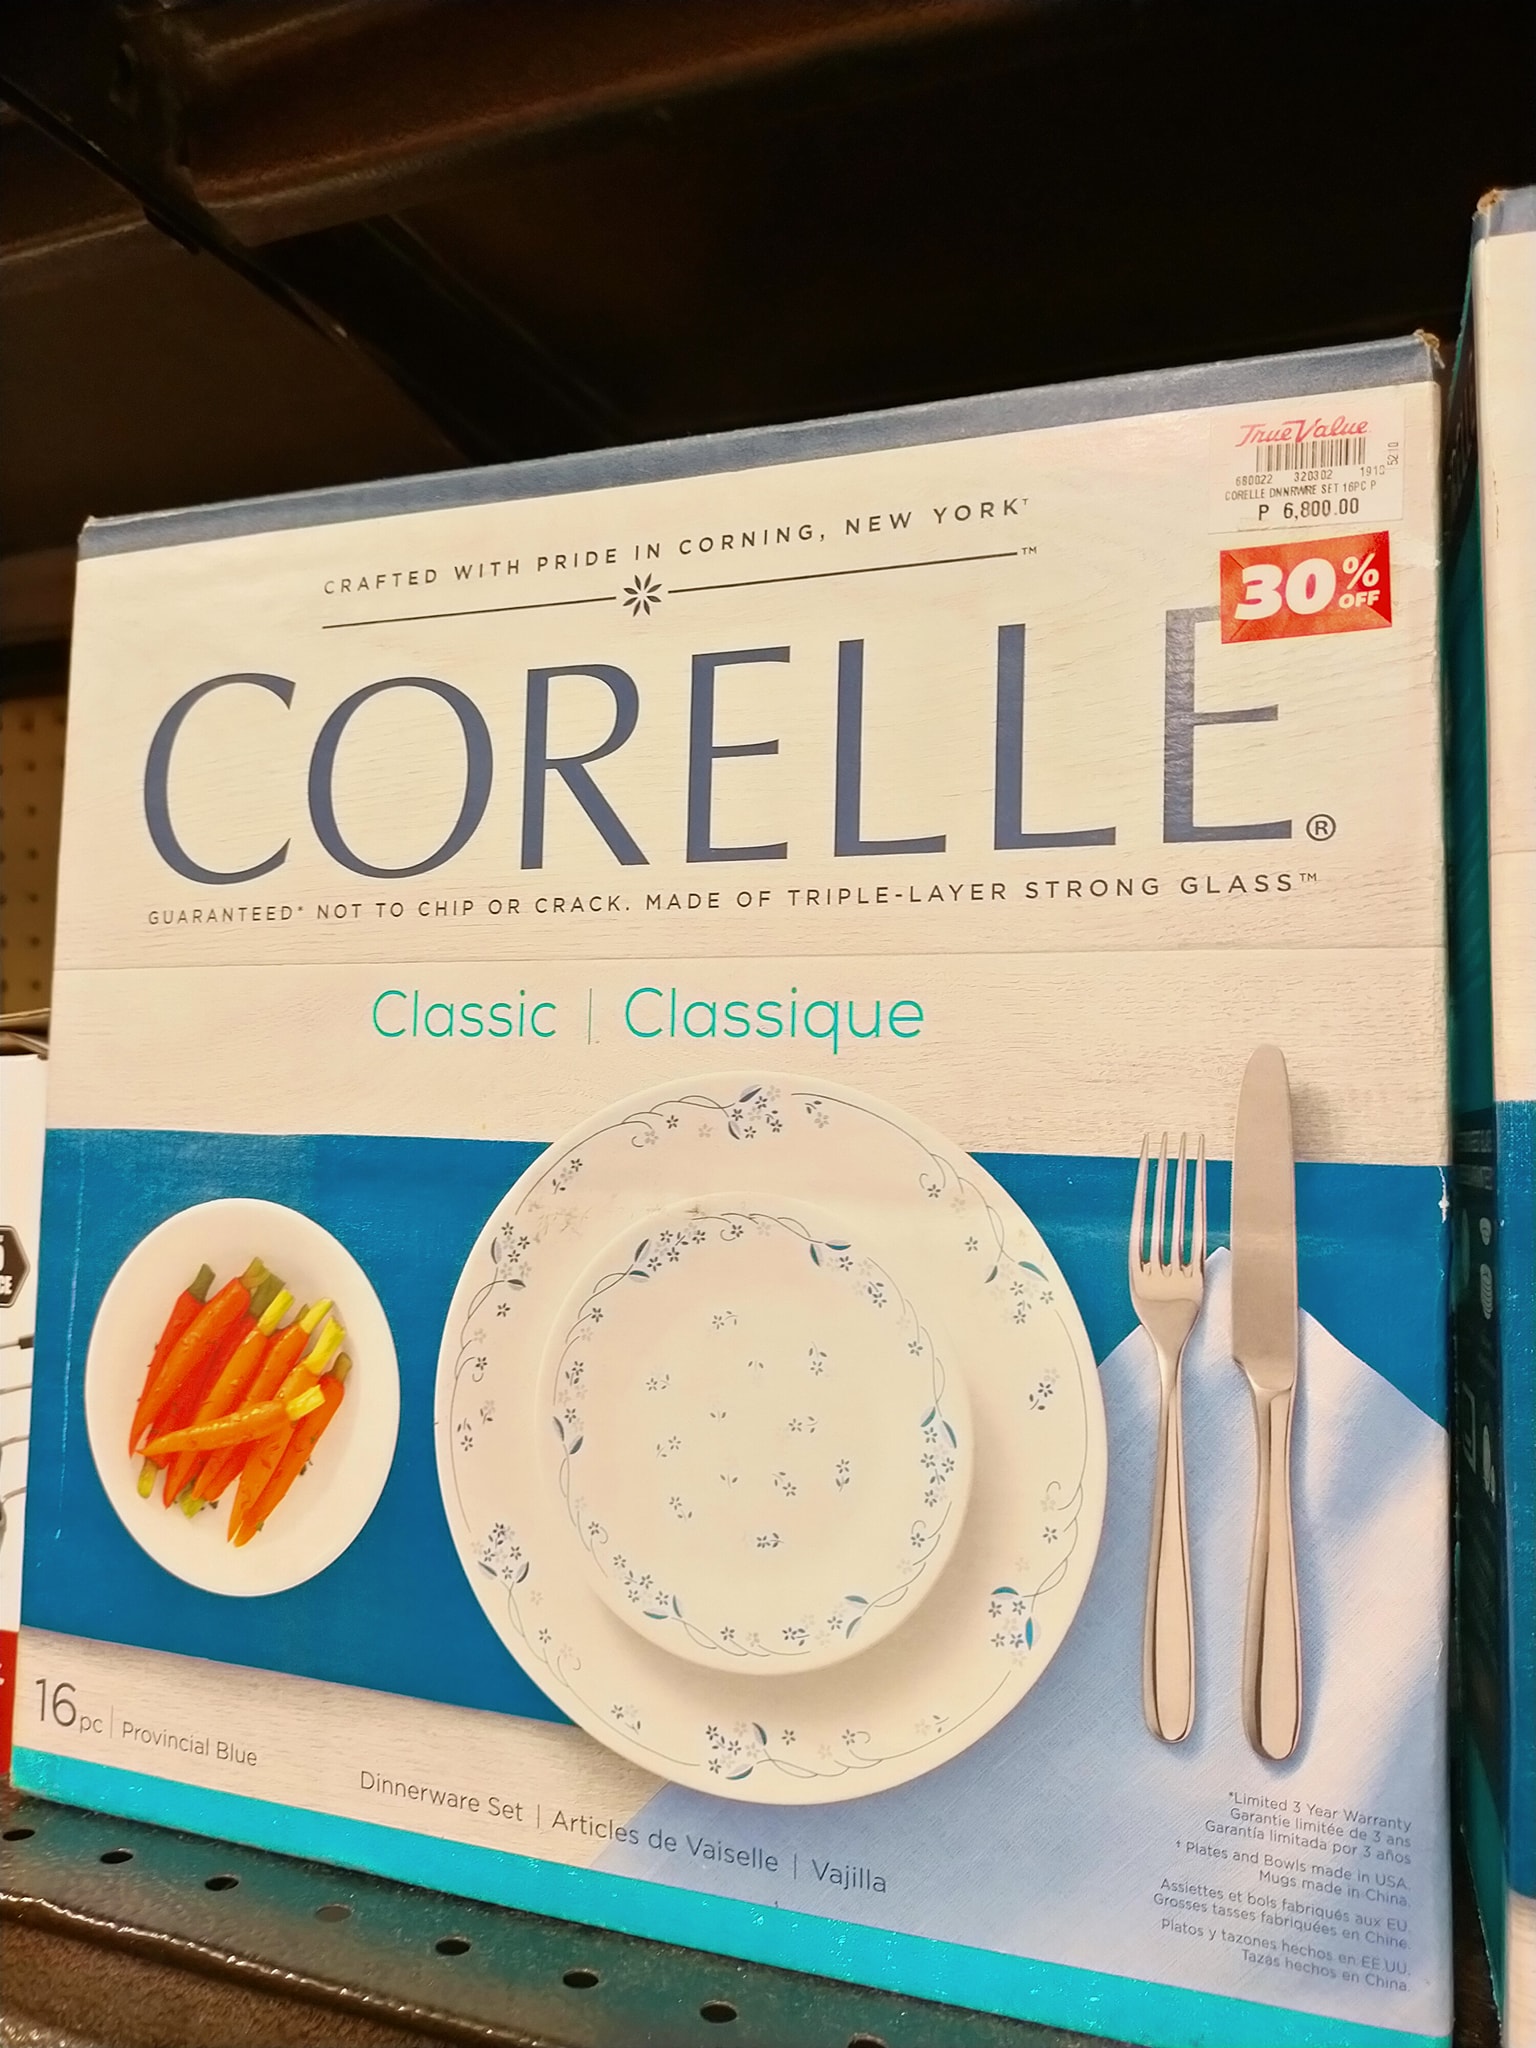 True Value
680022 320302 1910
5210
CORELLE DNNRWRE SET 16PC P
P 6,800.00
30% OFF
CRAFTED WITH PRIDE IN CORNING, NEW YORK†
™
CORELLE®
GUARANTEED* NOT TO CHIP OR CRACK. MADE OF TRIPLE-LAYER STRONG GLASS™
Classic | Classique
16pc | Provincial Blue
Dinnerware Set | Articles de Vaiselle | Vajilla
*Limited 3 Year Warranty
Garantie limitée de 3 ans
Garantía limitada por 3 años
† Plates and Bowls made in USA.
Mugs made in China.
Assiettes et bols fabriqués aux EU.
Grosses tasses fabriquées en Chine.
Platos y tazones hechos en EE.UU.
Tazas hechos en China.